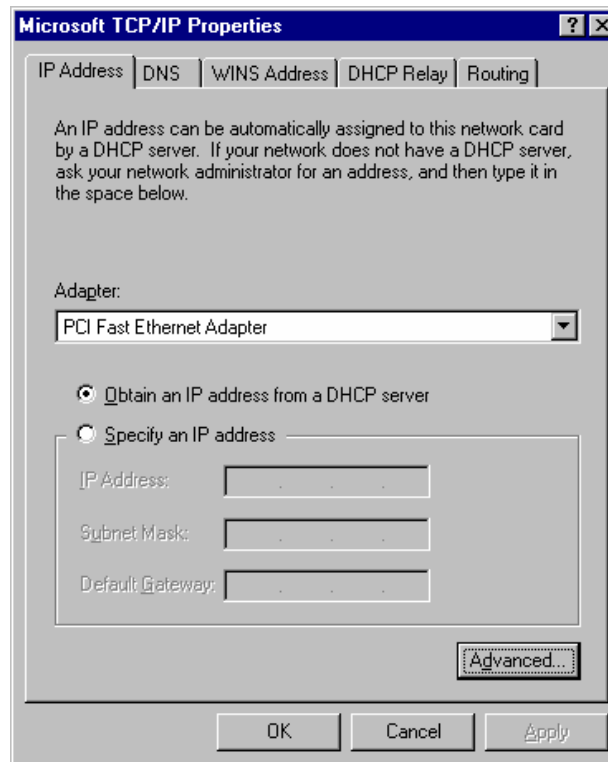 Microsoft TCP/IP Properties
IP Address DNS WINS Address DHCP Relay Routing
An IP address can be automatically assigned to this network card
by a DHCP server. If your network does not have a DHCP server,
ask your network administrator for an address, and then type it in
the space below.
Adapter:
PCI Fast Ethernet Adapter
Obtain an IP address from a DHCP server
Specify an IP address
IP Address:
Subnet Mask:
Default Gateway:
Advanced...
OK Cancel Apply